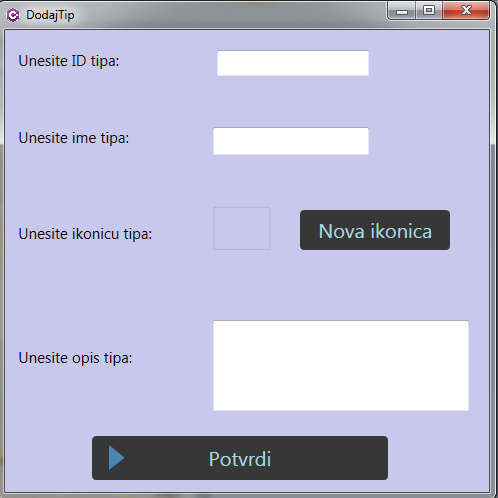 DodajTip
Unesite ID tipa:
Unesite ime tipa:
Unesite ikonicu tipa:
Nova ikonica
Unesite opis tipa:
Potvrdi